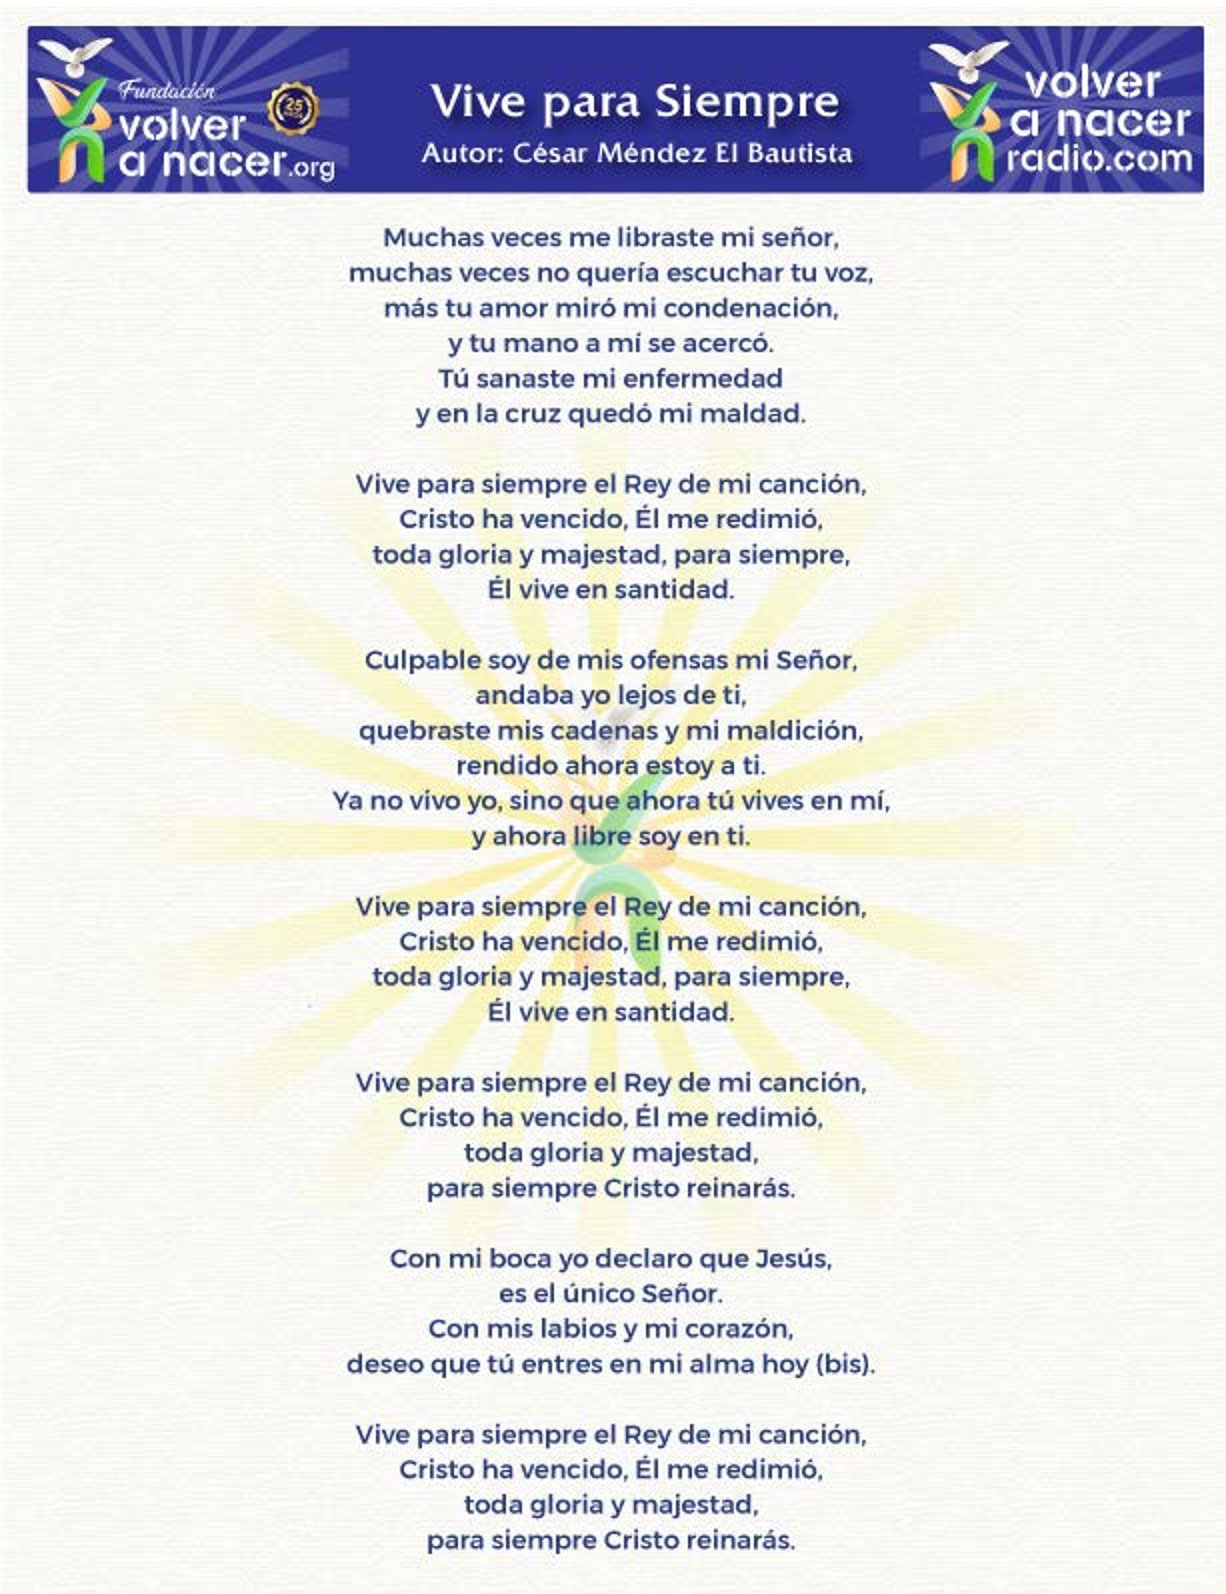 Fundación
volver
a nacer.org
25
Vive para Siempre
Autor: César Méndez El Bautista
volver
a nacer
radio.com
Muchas veces me libraste mi señor,
muchas veces no quería escuchar tu voz,
más tu amor miró mi condenación,
y tu mano a mí se acercó.
Tú sanaste mi enfermedad
y en la cruz quedó mi maldad.
Vive para siempre el Rey de mi canción,
Cristo ha vencido, Él me redimió,
toda gloria y majestad, para siempre,
Él vive en santidad.
Culpable soy de mis ofensas mi Señor,
andaba yo lejos de ti,
quebraste mis cadenas y mi maldición,
rendido ahora estoy a ti.
Ya no vivo yo, sino que ahora tú vives en mí,
y ahora libre soy en ti.
Vive para siempre el Rey de mi canción,
Cristo ha vencido, Él me redimió,
toda gloria y majestad, para siempre,
Él vive en santidad.
Vive para siempre el Rey de mi canción,
Cristo ha vencido, Él me redimió,
toda gloria y majestad,
para siempre Cristo reinarás.
Con mi boca yo declaro que Jesús,
es el único Señor.
Con mis labios y mi corazón,
deseo que tú entres en mi alma hoy (bis).
Vive para siempre el Rey de mi canción,
Cristo ha vencido, Él me redimió,
toda gloria y majestad,
para siempre Cristo reinarás.